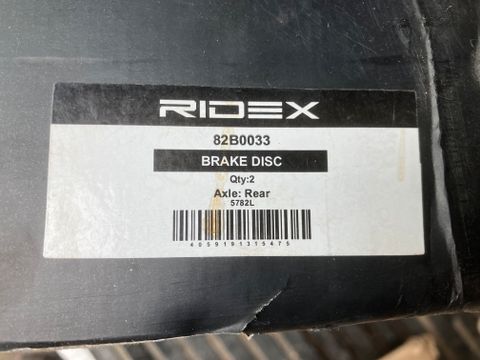 RIDEX
82B0033
BRAKE DISC
Qty:2
Axle: Rear
5782L
4059191315475